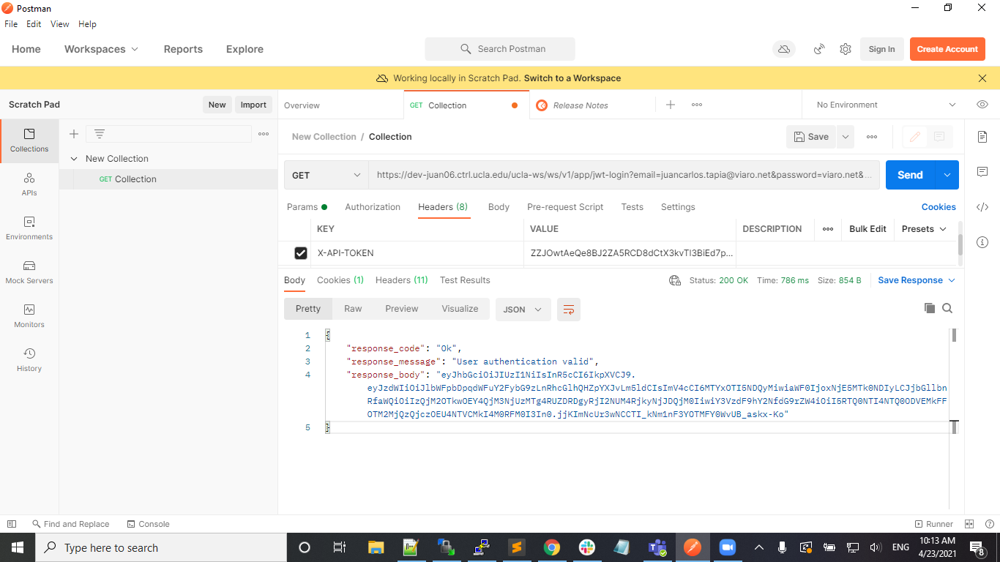 Postman
File Edit View Help
Home Workspaces Reports Explore Search Postman Sign In Create Account
Working locally in Scratch Pad. Switch to a Workspace
Scratch Pad New Import Overview GET Collection Release Notes No Environment
Collections
APIs
Environments
Mock Servers
Monitors
History
New Collection
GET Collection
New Collection / Collection Save
GET https://dev-juan06.ctrl.ucla.edu/ucla-ws/ws/v1/app/jwt-login?email=juancarlos.tapia@viaro.net&password=viaro.net&... Send
Params Authorization Headers (8) Body Pre-request Script Tests Settings Cookies
KEY VALUE DESCRIPTION Bulk Edit Presets
X-API-TOKEN ZZJOwtAeQe8BJ2ZA5RCD8dCtX3kvTl3BiEd7p...
Body Cookies (1) Headers (11) Test Results Status: 200 OK Time: 786 ms Size: 854 B Save Response
Pretty Raw Preview Visualize JSON
1 {
2 "response_code": "Ok",
3 "response_message": "User authentication valid",
4 "response_body": "eyJhbGciOiJIUzI1NiIsInR5cCI6IkpXVCJ9.
eyJzdWIiOiJlbWFpbDpqdWFuY2FybG9zLnRhcGlhQHZpYXJvLm5ldCIsImV4cCI6MTYxOTI5NDQyMiwiaWF0IjoxNjE5MTk0NDIyLCJjbGllbn
RfaWQiOiIzQjM2OTkwOEY4QjM3NjUzMTg4RUZDRDgyRjI2NUM4RjkyNjJDQjM0IiwiY3VzdF9hY2NfdG9rZW4iOiI5RTQ0NTI4NTQ0ODVEMkFF
OTM2MjQzQjczOEU4NTVCMkI4M0RFM0I3In0.jjKImNcUr3wNCCTI_kNm1nF3YOTMFY0WvUB_askx-Ko"
5 }
Find and Replace Console Runner
Type here to search ENG 10:13 AM
4/23/2021 8